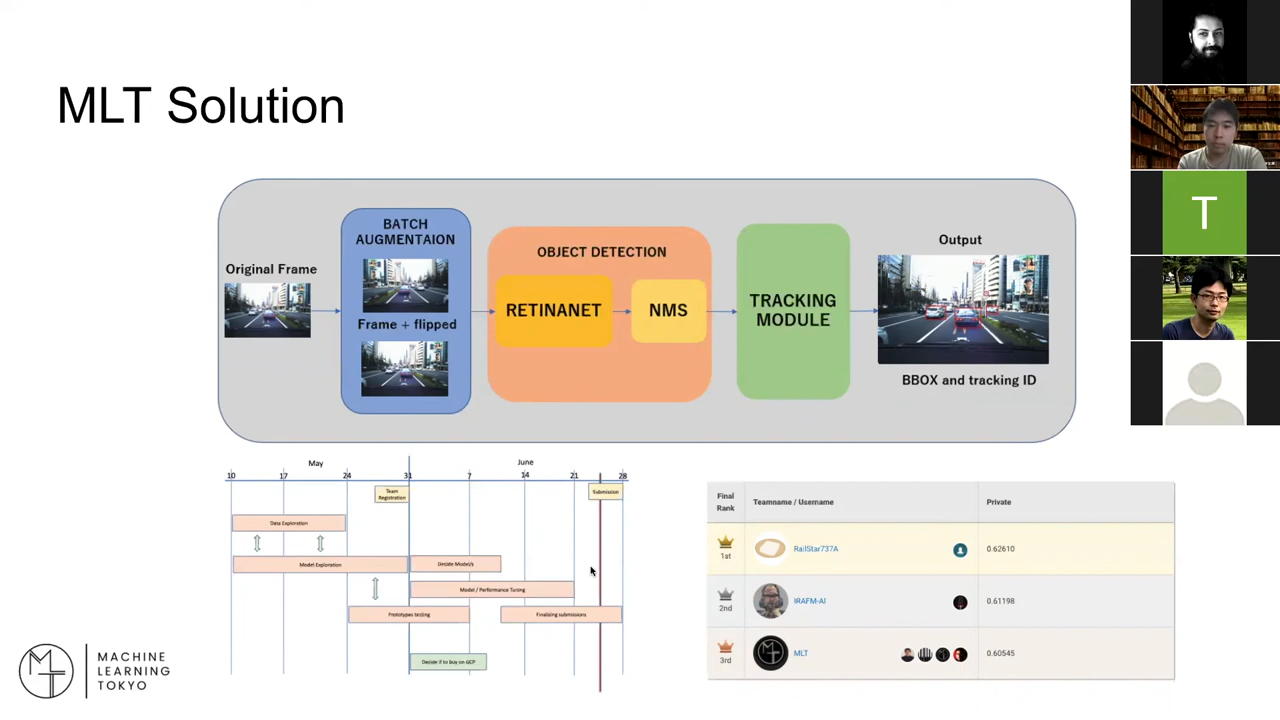 MLT Solution
Original Frame
BATCH
AUGMENTAION
Frame + flipped
OBJECT DETECTION
RETINANET
NMS
TRACKING
MODULE
Output
BBOX and tracking ID
T
May
June
10
17
24
31
7
14
21
28
Team
Registration
Submission
Data Exploration
Model Exploration
Decide Model/s
Model / Performance Tuning
Prototypes testing
Finalizing submissions
Decide if to buy on GCP
Final
Rank
Teamname / Username
Private
1st
RailStar737A
0.62610
2nd
IRAFM-AI
0.61198
3rd
MLT
0.60545
MACHINE
LEARNING
TOKYO